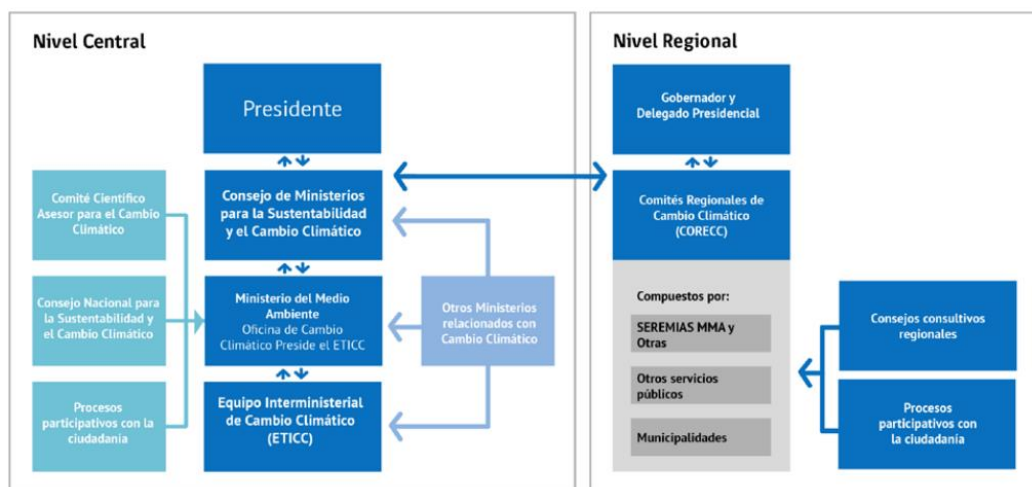 Nivel Central
Presidente
Comité Científico
Asesor para el Cambio
Climático
Consejo de Ministerios
para la Sustentabilidad
y el Cambio Climático
Consejo Nacional para
la Sustentabilidad y
el Cambio Climático
Ministerio del Medio
Ambiente
Oficina de Cambio
Climático Preside el ETICC
Otros Ministerios
relacionados con
Cambio Climático
Procesos
participativos con la
ciudadanía
Equipo Interministerial
de Cambio Climático
(ETICC)
Nivel Regional
Gobernador y
Delegado Presidencial
Comités Regionales de
Cambio Climático
(CORECC)
Compuestos por:
SEREMIAS MMA y
Otras
Otros servicios
públicos
Municipalidades
Consejos consultivos
regionales
Procesos
participativos con
la ciudadanía